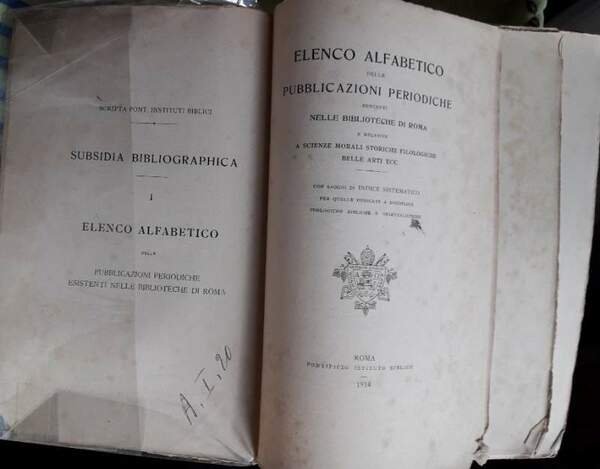 SCRIPTA PONT. INSTITUTI BIBLICI
SUBSIDIA BIBLIOGRAPHICA
I
ELENCO ALFABETICO
DELLE
PUBBLICAZIONI PERIODICHE
ESISTENTI NELLE BIBLIOTECHE DI ROMA
A. I, 20
ELENCO ALFABETICO
DELLE
PUBBLICAZIONI PERIODICHE
ESISTENTI
NELLE BIBLIOTECHE DI ROMA
E RELATIVE
A SCIENZE MORALI STORICHE FILOLOGICHE
BELLE ARTI ECC.
CON SAGGIO DI INDICE SISTEMATICO
PER QUELLE DEDICATE A DISCIPLINE
TEOLOGICHE BIBLICHE E ORIENTALISTICHE
ROMA
PONTIFICIO ISTITUTO BIBLICO
1914